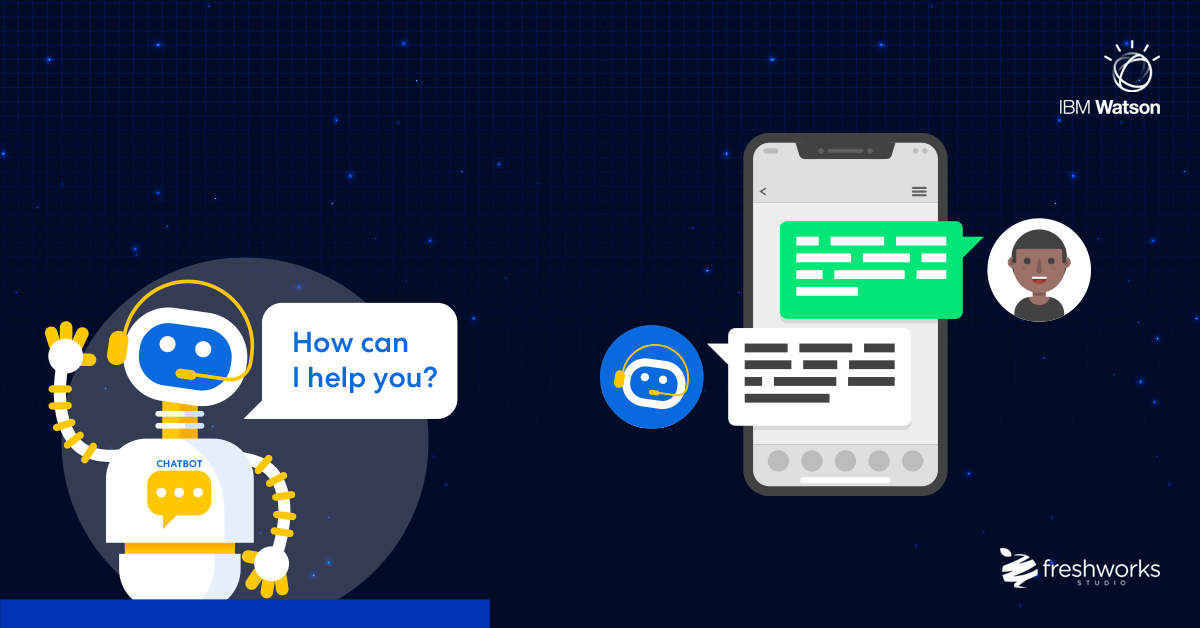 IBM Watson
How can
I help you?
CHATBOT
freshworks
STUDIO